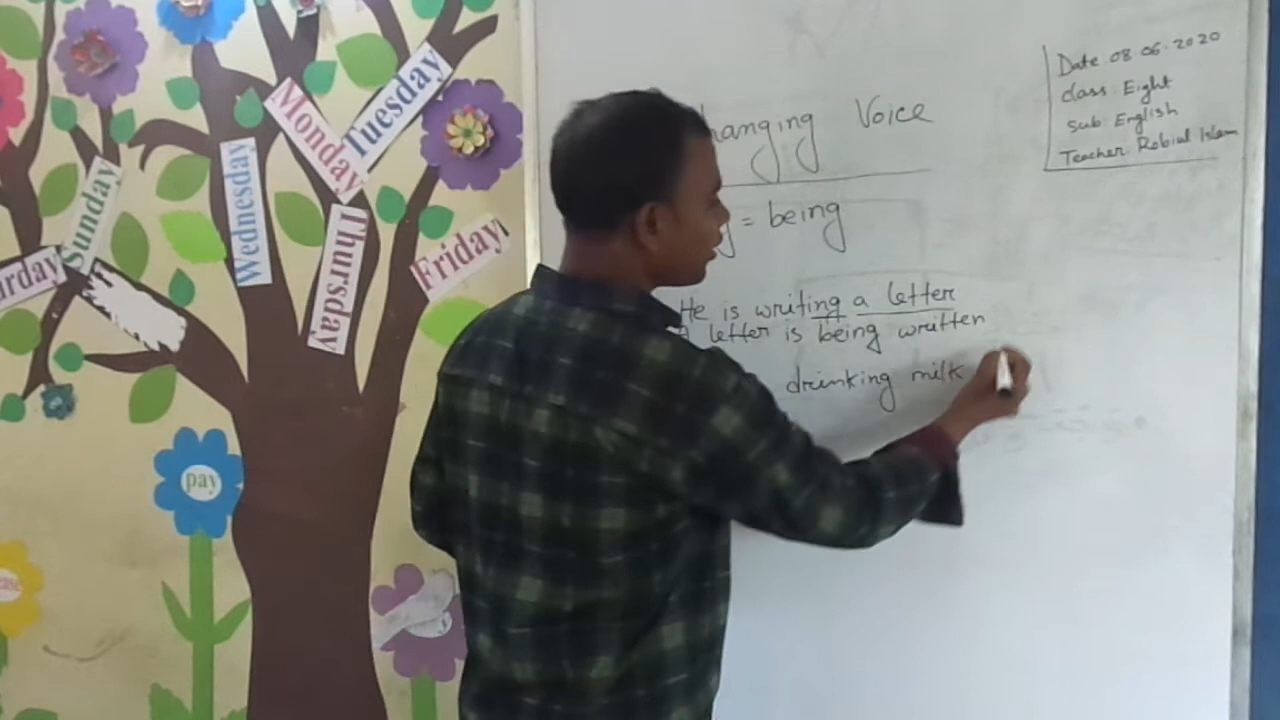 Tuesday
Monday
Wednesday
Thursday
Sunday
urday
Friday
pay
hanging Voice
g = being
He is writing a letter
A letter is being written
drinking milk
Date 08.06.2020
class: Eight
Sub: English
Teacher: Robiul Islam